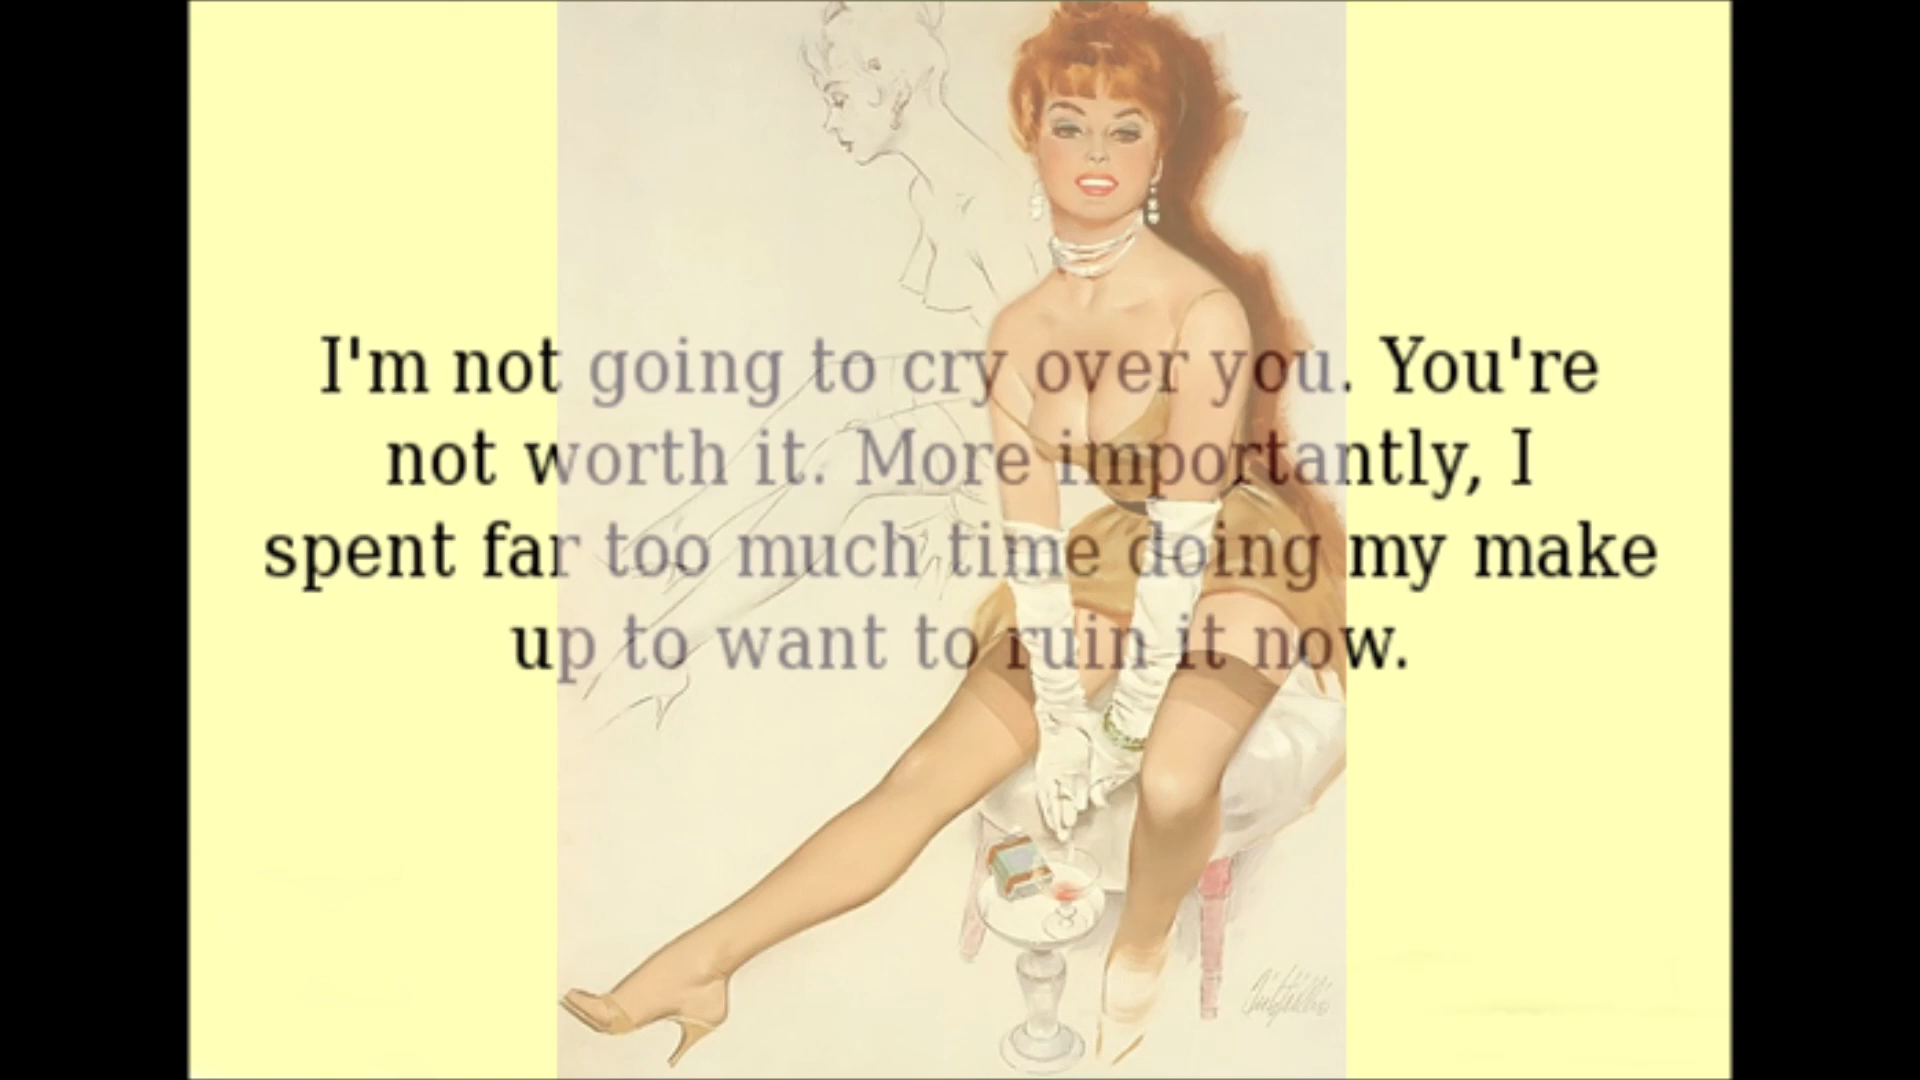 I'm not going to cry over you. You're
not worth it. More importantly, I
spent far too much time doing my make
up to want to ruin it now.